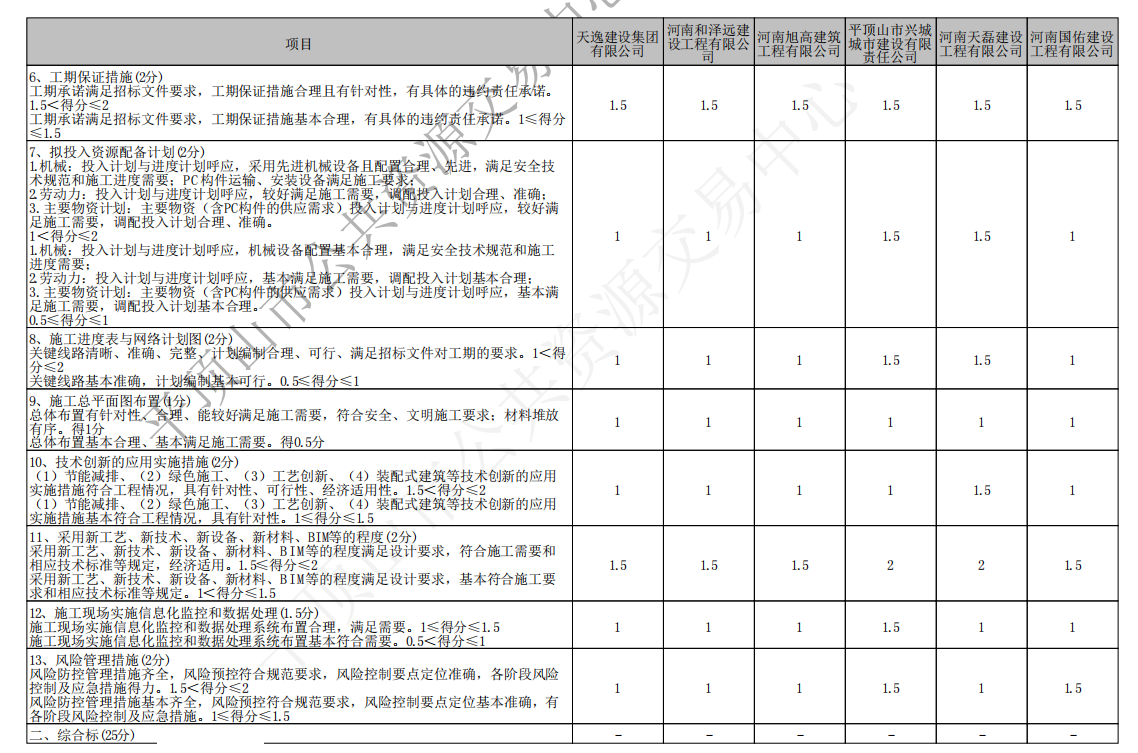 项目
天逸建设集团
有限公司
河南和泽远建
设工程有限公
司
河南旭高建筑
工程有限公司
平顶山市兴城
城市建设有限
责任公司
河南天磊建设
工程有限公司
河南国佑建设
工程有限公司
6、工期保证措施(2分)
工期承诺满足招标文件要求，工期保证措施合理且有针对性，有具体的违约责任承诺。
1.5＜得分≤2
工期承诺满足招标文件要求，工期保证措施基本合理，有具体的违约责任承诺。1≤得分
≤1.5
1.5 1.5 1.5 1.5 1.5 1.5
7、拟投入资源配备计划(2分)
1.机械：投入计划与进度计划呼应，采用先进机械设备且配置合理、先进，满足安全技
术规范和施工进度需要；PC构件运输、安装设备满足施工要求；
2.劳动力：投入计划与进度计划呼应，较好满足施工需要，调配投入计划合理、准确；
3.主要物资计划：主要物资（含PC构件的供应需求）投入计划与进度计划呼应，较好满
足施工需要，调配投入计划合理、准确。
1＜得分≤2
1.机械：投入计划与进度计划呼应，机械设备配置基本合理，满足安全技术规范和施工
进度需要；
2.劳动力：投入计划与进度计划呼应，基本满足施工需要，调配投入计划基本合理；
3.主要物资计划：主要物资（含PC构件的供应需求）投入计划与进度计划呼应，基本满
足施工需要，调配投入计划基本合理。
0.5≤得分≤1
1 1 1 1.5 1.5 1
8、施工进度表与网络计划图(2分)
关键线路清晰、准确、完整、计划编制合理、可行、满足招标文件对工期的要求。1＜得
分≤2
关键线路基本准确，计划编制基本可行。0.5≤得分≤1
1 1 1 1.5 1.5 1
9、施工总平面图布置(1分)
总体布置有针对性、合理、能较好满足施工需要，符合安全、文明施工要求；材料堆放
有序。得1分
总体布置基本合理、基本满足施工需要。得0.5分
1 1 1 1 1 1
10、技术创新的应用实施措施(2分)
（1）节能减排、（2）绿色施工、（3）工艺创新、（4）装配式建筑等技术创新的应用
实施措施符合工程情况，具有针对性、可行性、经济适用性。1.5＜得分≤2
（1）节能减排、（2）绿色施工、（3）工艺创新、（4）装配式建筑等技术创新的应用
实施措施基本符合工程情况，具有针对性。1≤得分≤1.5
1 1 1 1 1.5 1
11、采用新工艺、新技术、新设备、新材料、BIM等的程度(2分)
采用新工艺、新技术、新设备、新材料、BIM等的程度满足设计要求，符合施工需要和
相应技术标准等规定，经济适用。1.5≤得分≤2
采用新工艺、新技术、新设备、新材料、BIM等的程度满足设计要求，基本符合施工要
求和相应技术标准等规定。1＜得分≤1.5
1.5 1.5 1.5 2 2 1.5
12、施工现场实施信息化监控和数据处理(1.5分)
施工现场实施信息化监控和数据处理系统布置合理，满足需要。1≤得分≤1.5
施工现场实施信息化监控和数据处理系统布置基本符合需要。0.5＜得分≤1
1 1 1 1.5 1 1
13、风险管理措施(2分)
风险防控管理措施齐全，风险预控符合规范要求，风险控制要点定位准确，各阶段风险
控制及应急措施得力。1.5＜得分≤2
风险防控管理措施基本齐全，风险预控符合规范要求，风险控制要点定位基本准确，有
各阶段风险控制及应急措施。1≤得分≤1.5
1 1 1 1.5 1 1.5
二、综合标(25分)
– – – – – –
平顶山市公共资源交易中心
平顶山市公共资源交易中心